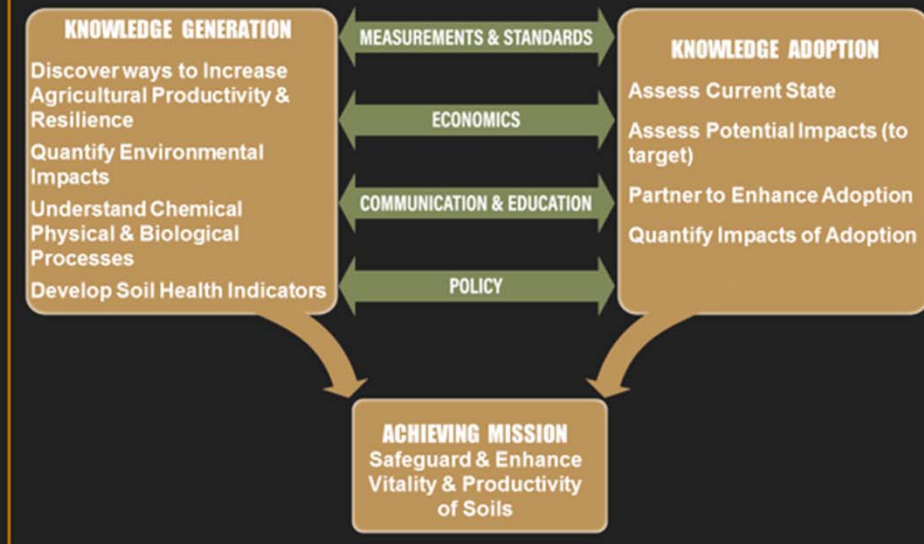 KNOWLEDGE GENERATION
Discover ways to Increase
Agricultural Productivity &
Resilience
Quantify Environmental
Impacts
Understand Chemical
Physical & Biological
Processes
Develop Soil Health Indicators
MEASUREMENTS & STANDARDS
ECONOMICS
COMMUNICATION & EDUCATION
POLICY
KNOWLEDGE ADOPTION
Assess Current State
Assess Potential Impacts (to
target)
Partner to Enhance Adoption
Quantify Impacts of Adoption
ACHIEVING MISSION
Safeguard & Enhance
Vitality & Productivity
of Soils